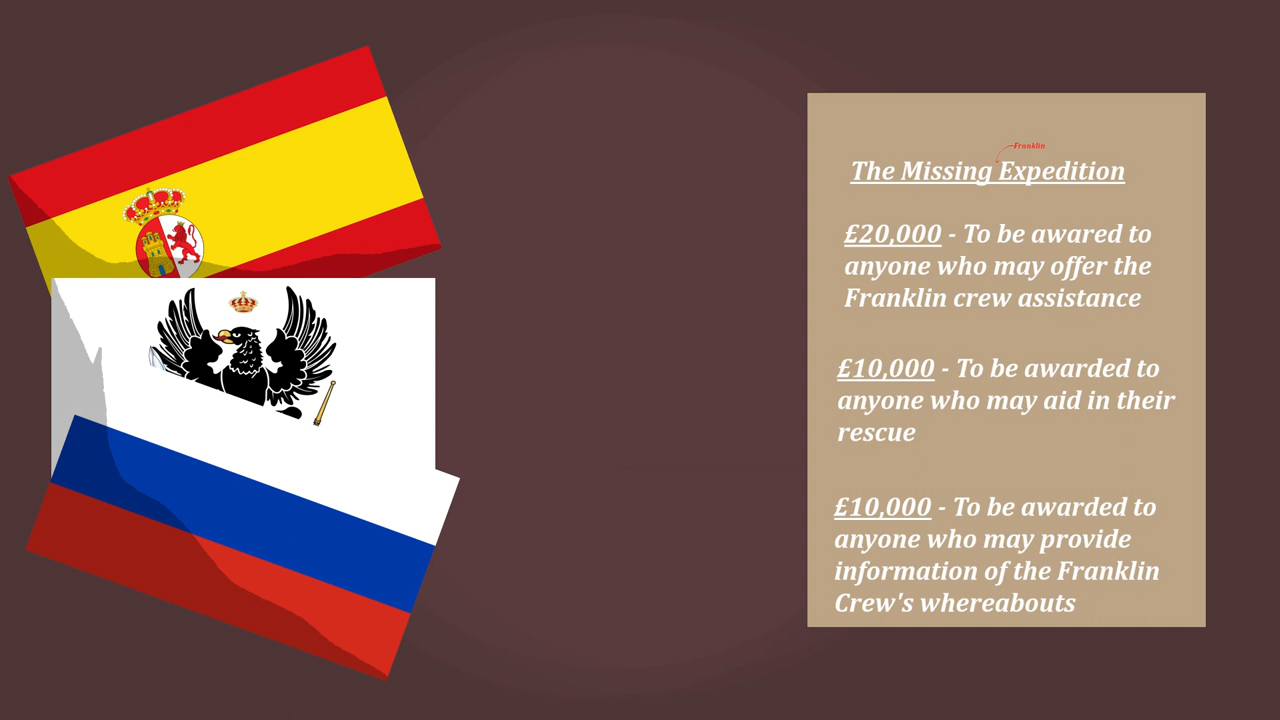 Franklin
The Missing Expedition
£20,000 - To be awared to
anyone who may offer the
Franklin crew assistance
£10,000 - To be awarded to
anyone who may aid in their
rescue
£10,000 - To be awarded to
anyone who may provide
information of the Franklin
Crew's whereabouts